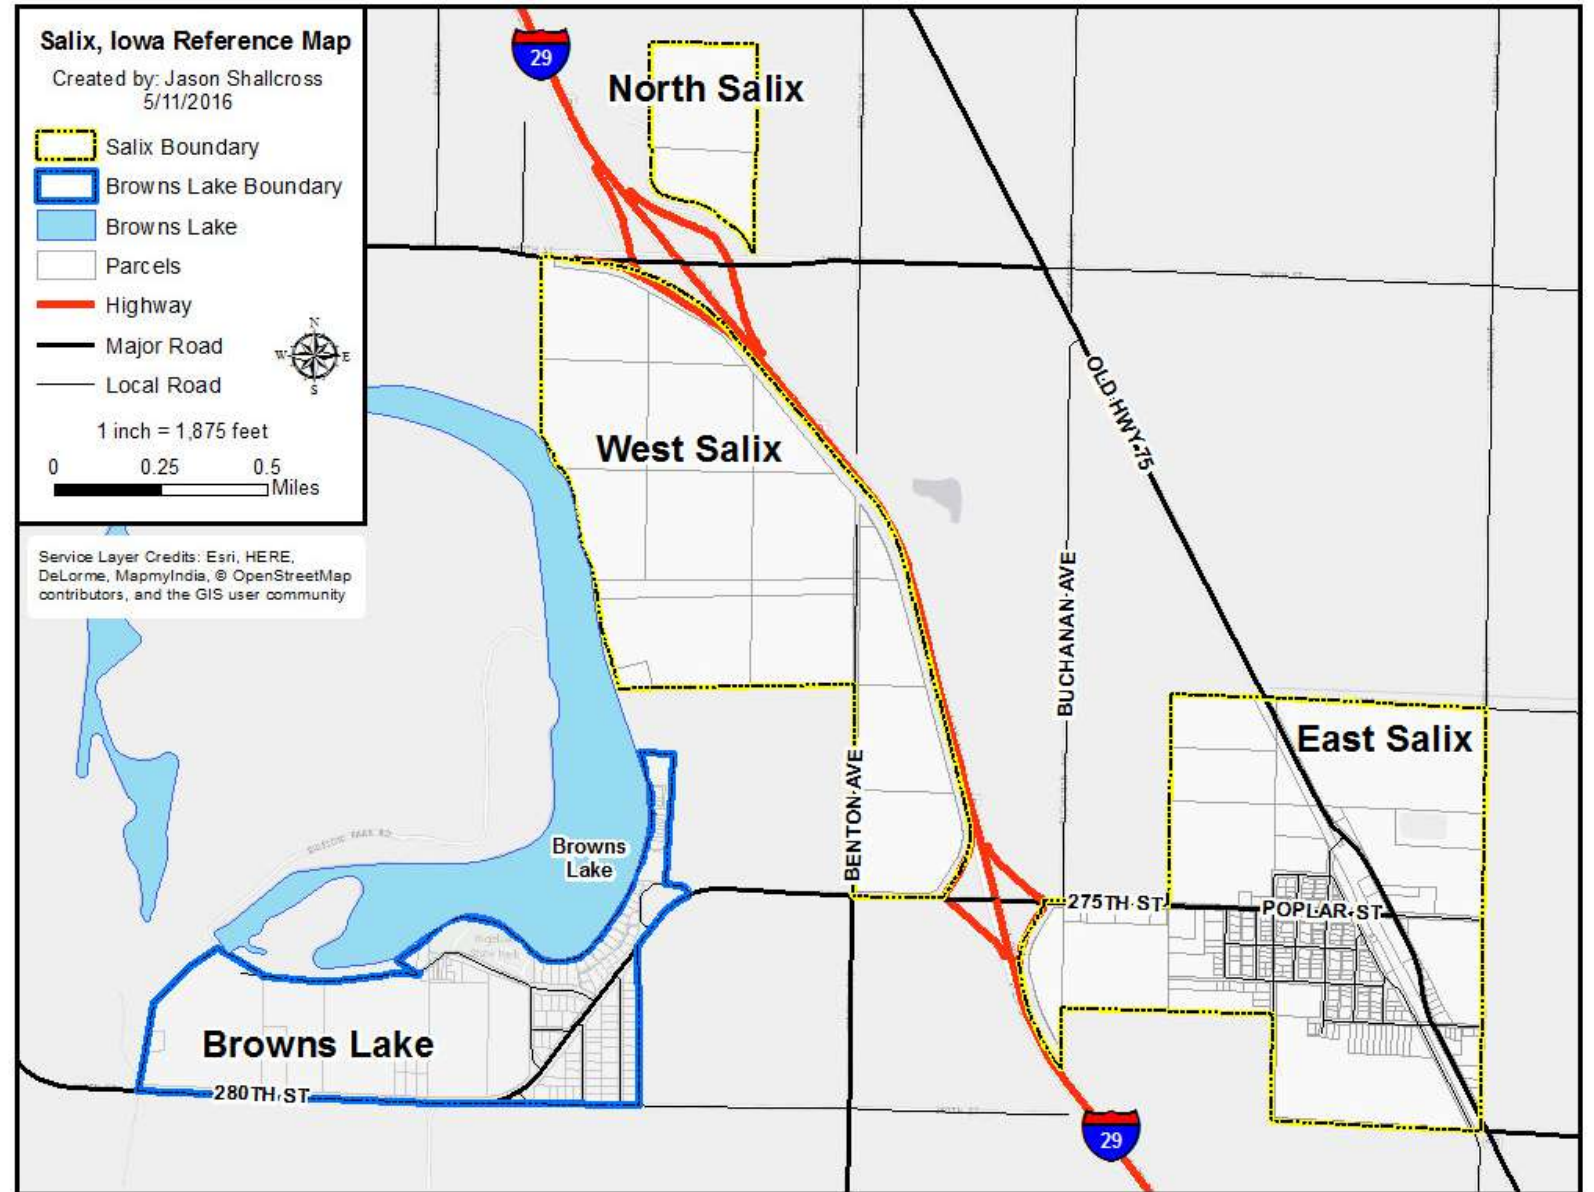 Salix, Iowa Reference Map
Created by: Jason Shallcross
5/11/2016
Salix Boundary
Browns Lake Boundary
Browns Lake
Parcels
Highway
Major Road
Local Road
N
W
E
S
1 inch = 1,875 feet
0
0.25
0.5
Miles
Service Layer Credits: Esri, HERE,
DeLorme, MapmyIndia, © OpenStreetMap
contributors, and the GIS user community
29
North Salix
West Salix
OLD HWY 75
BUCHANAN AVE
East Salix
BENTON AVE
Browns
Lake
275TH ST
POPLAR ST
Browns Lake
280TH ST
29